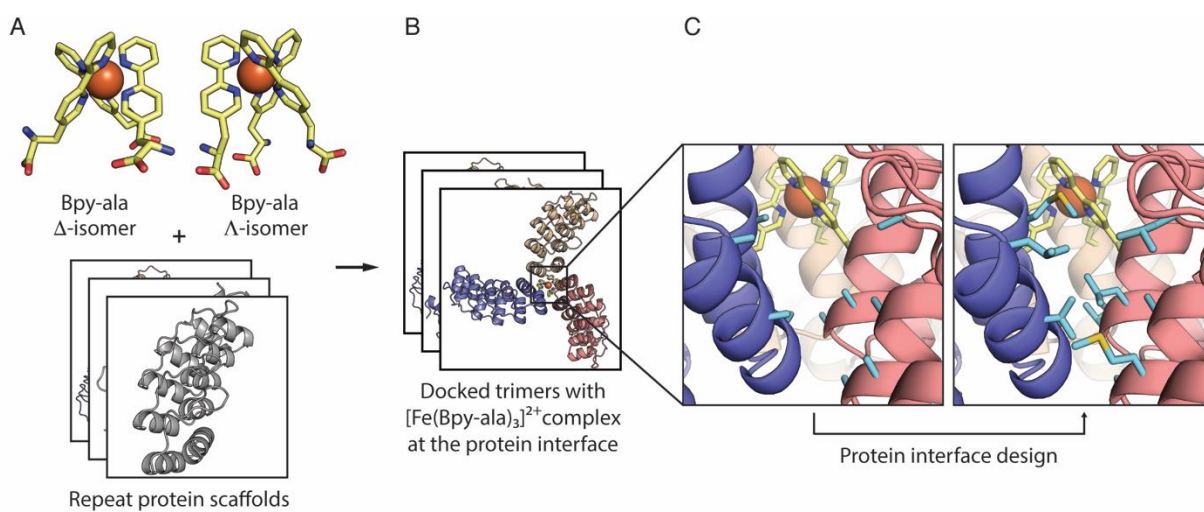 A
B
C
Bpy-ala
Δ-isomer
+
Bpy-ala
Λ-isomer
Repeat protein scaffolds
Docked trimers with
[Fe(Bpy-ala)₃]²⁺ complex
at the protein interface
Protein interface design